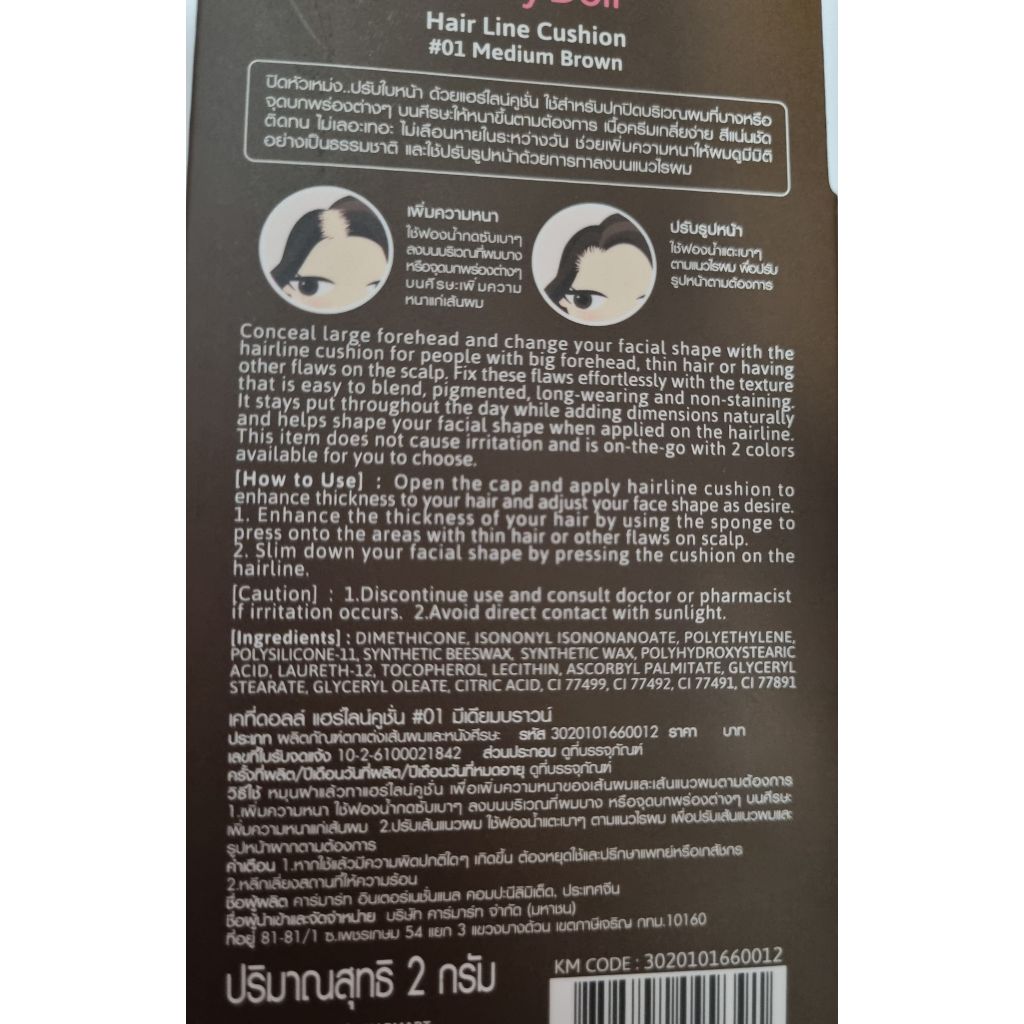 Hair Line Cushion
#01 Medium Brown
ปิดหัวเหม่ง..ปรับใบหน้า ด้วยแฮร์ไลน์คูชั่น ใช้สำหรับปกปิดบริเวณผมที่บางหรือ
จุดบกพร่องต่างๆ บนศีรษะให้หนาขึ้นตามต้องการ เนื้อครีมเกลี่ยง่าย สีแน่นชัด
ติดทน ไม่เลอะเทอะ ไม่เลือนหายในระหว่างวัน ช่วยเพิ่มความหนาให้ผมดูมีมิติ
อย่างเป็นธรรมชาติ และใช้ปรับรูปหน้าด้วยการทาลงบนแนวไรผม
เพิ่มความหนา
ใช้ฟองน้ำกดซับเบาๆ
ลงบนบริเวณที่ผมบาง
หรือจุดบกพร่องต่างๆ
บนศีรษะเพิ่มความ
หนาแก่เส้นผม
ปรับรูปหน้า
ใช้ฟองน้ำแตะเบาๆ
ตามแนวไรผม เพื่อปรับ
รูปหน้าตามต้องการ
Conceal large forehead and change your facial shape with the
hairline cushion for people with big forehead, thin hair or having
other flaws on the scalp. Fix these flaws effortlessly with the texture
that is easy to blend, pigmented, long-wearing and non-staining.
It stays put throughout the day while adding dimensions naturally
and helps shape your facial shape when applied on the hairline.
This item does not cause irritation and is on-the-go with 2 colors
available for you to choose.
[How to Use] : Open the cap and apply hairline cushion to
enhance thickness to your hair and adjust your face shape as desire.
1. Enhance the thickness of your hair by using the sponge to
press onto the areas with thin hair or other flaws on scalp.
2. Slim down your facial shape by pressing the cushion on the
hairline.
[Caution] : 1.Discontinue use and consult doctor or pharmacist
if irritation occurs. 2.Avoid direct contact with sunlight.
[Ingredients] : DIMETHICONE, ISONONYL ISONONANOATE, POLYETHYLENE,
POLYSILICONE-11, SYNTHETIC BEESWAX, SYNTHETIC WAX, POLYHYDROXYSTEARIC
ACID, LAURETH-12, TOCOPHEROL, LECITHIN, ASCORBYL PALMITATE, GLYCERYL
STEARATE, GLYCERYL OLEATE, CITRIC ACID, CI 77499, CI 77492, CI 77491, CI 77891
เคที่ดอลล์ แฮร์ไลน์คูชั่น #01 มีเดียมบราวน์
ประเภท ผลิตภัณฑ์ตกแต่งเส้นผมและหนังศีรษะ รหัส 3020101660012 ราคา บาท
เลขที่ใบรับจดแจ้ง 10-2-6100021842 ส่วนประกอบ ดูที่บรรจุภัณฑ์
ครั้งที่ผลิต/ปีเดือนวันที่ผลิต/ปีเดือนวันที่หมดอายุ ดูที่บรรจุภัณฑ์
วิธีใช้ หมุนฝาแล้วทาแฮร์ไลน์คูชั่น เพื่อเพิ่มความหนาของเส้นผมและเส้นแนวผมตามต้องการ
1.เพิ่มความหนา ใช้ฟองน้ำกดซับเบาๆ ลงบนบริเวณที่ผมบาง หรือจุดบกพร่องต่างๆ บนศีรษะ
เพิ่มความหนาแก่เส้นผม 2.ปรับเส้นแนวผม ใช้ฟองน้ำแตะเบาๆ ตามแนวไรผม เพื่อปรับเส้นแนวผมและ
รูปหน้าผากตามต้องการ
คำเตือน 1.หากใช้แล้วมีความผิดปกติใดๆ เกิดขึ้น ต้องหยุดใช้และปรึกษาแพทย์หรือเภสัชกร
2.หลีกเลี่ยงสถานที่ให้ความร้อน
ชื่อผู้ผลิต คาร์มาร์ท อินเตอร์เนชั่นแนล คอมปะนีลิมิเต็ด, ประเทศจีน
ชื่อผู้นำเข้าและจัดจำหน่าย บริษัท คาร์มาร์ท จำกัด (มหาชน)
ที่อยู่ 81-81/1 ซ.เพชรเกษม 54 แยก 3 แขวงบางด้วน เขตภาษีเจริญ กทม.10160
KM CODE : 3020101660012
ปริมาณสุทธิ 2 กรัม